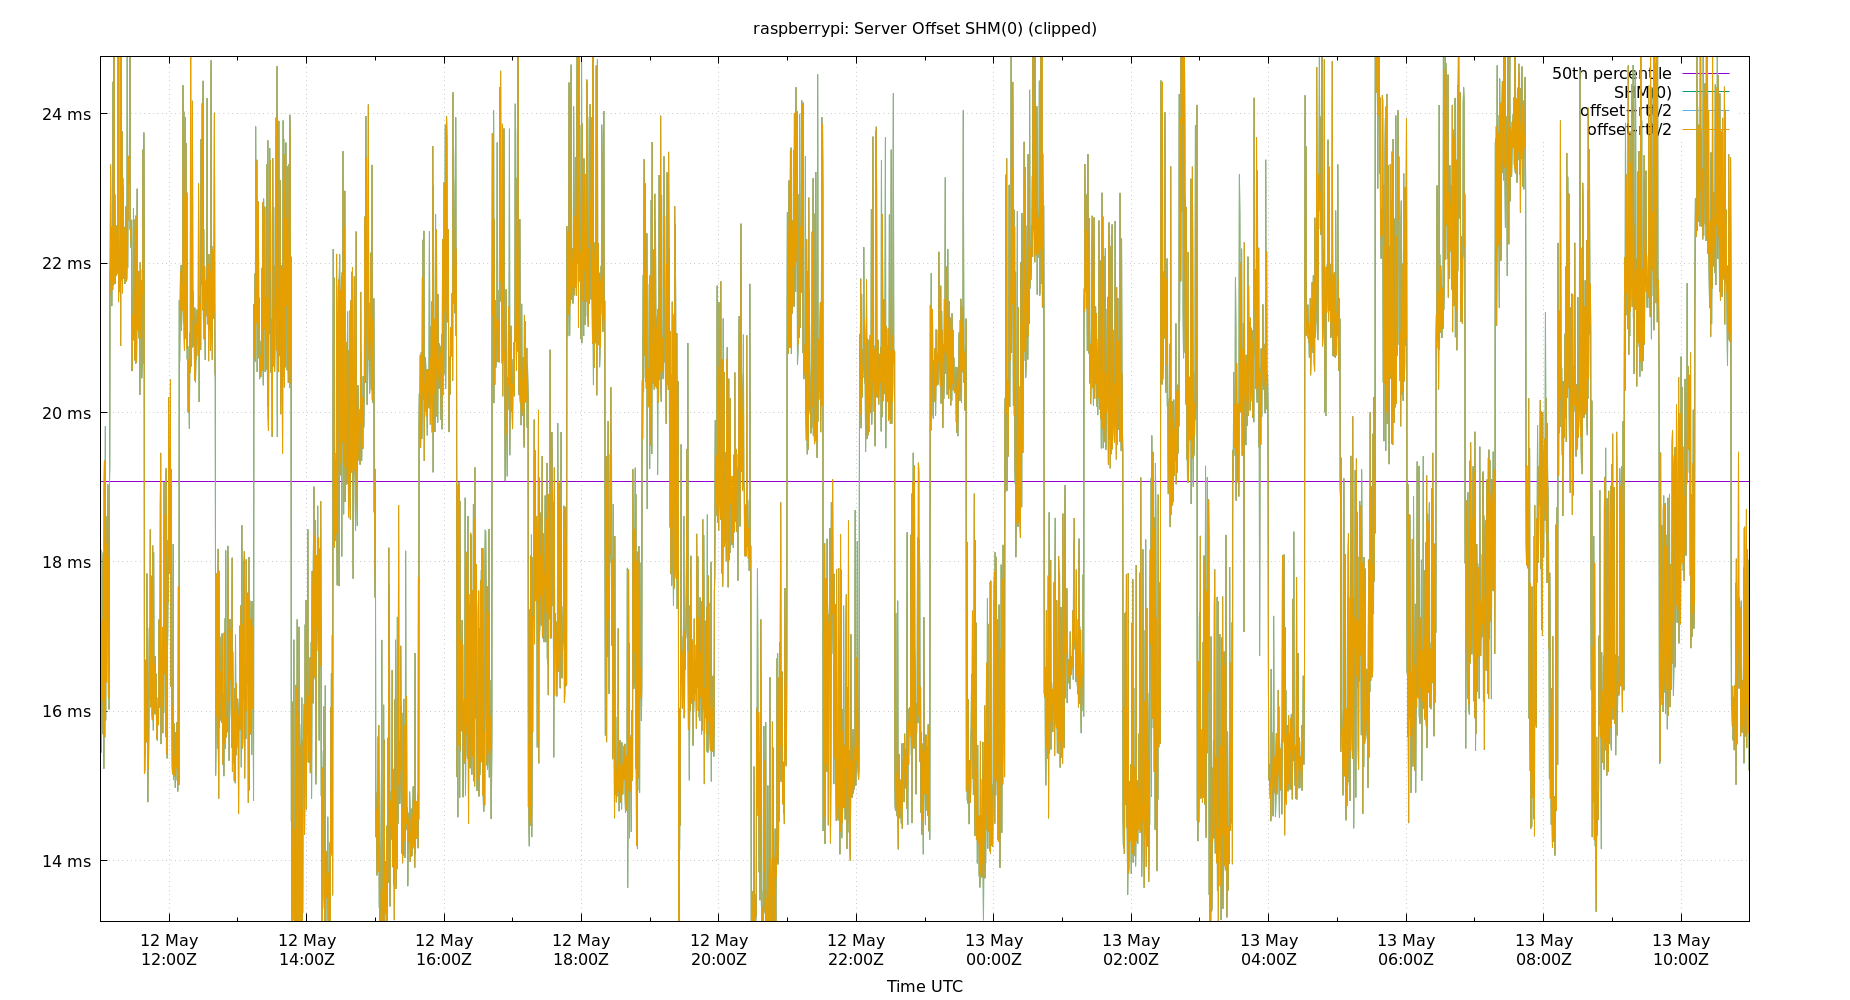 raspberrypi: Server Offset SHM(0) (clipped)
50th percentile
SHM(0)
offset-rtt/2
offset-rtt/2
24 ms
22 ms
20 ms
18 ms
16 ms
14 ms
12 May 12 May 12 May 12 May 12 May 12 May 13 May 13 May 13 May 13 May 13 May 13 May
12:00Z 14:00Z 16:00Z 18:00Z 20:00Z 22:00Z 00:00Z 02:00Z 04:00Z 06:00Z 08:00Z 10:00Z
Time UTC